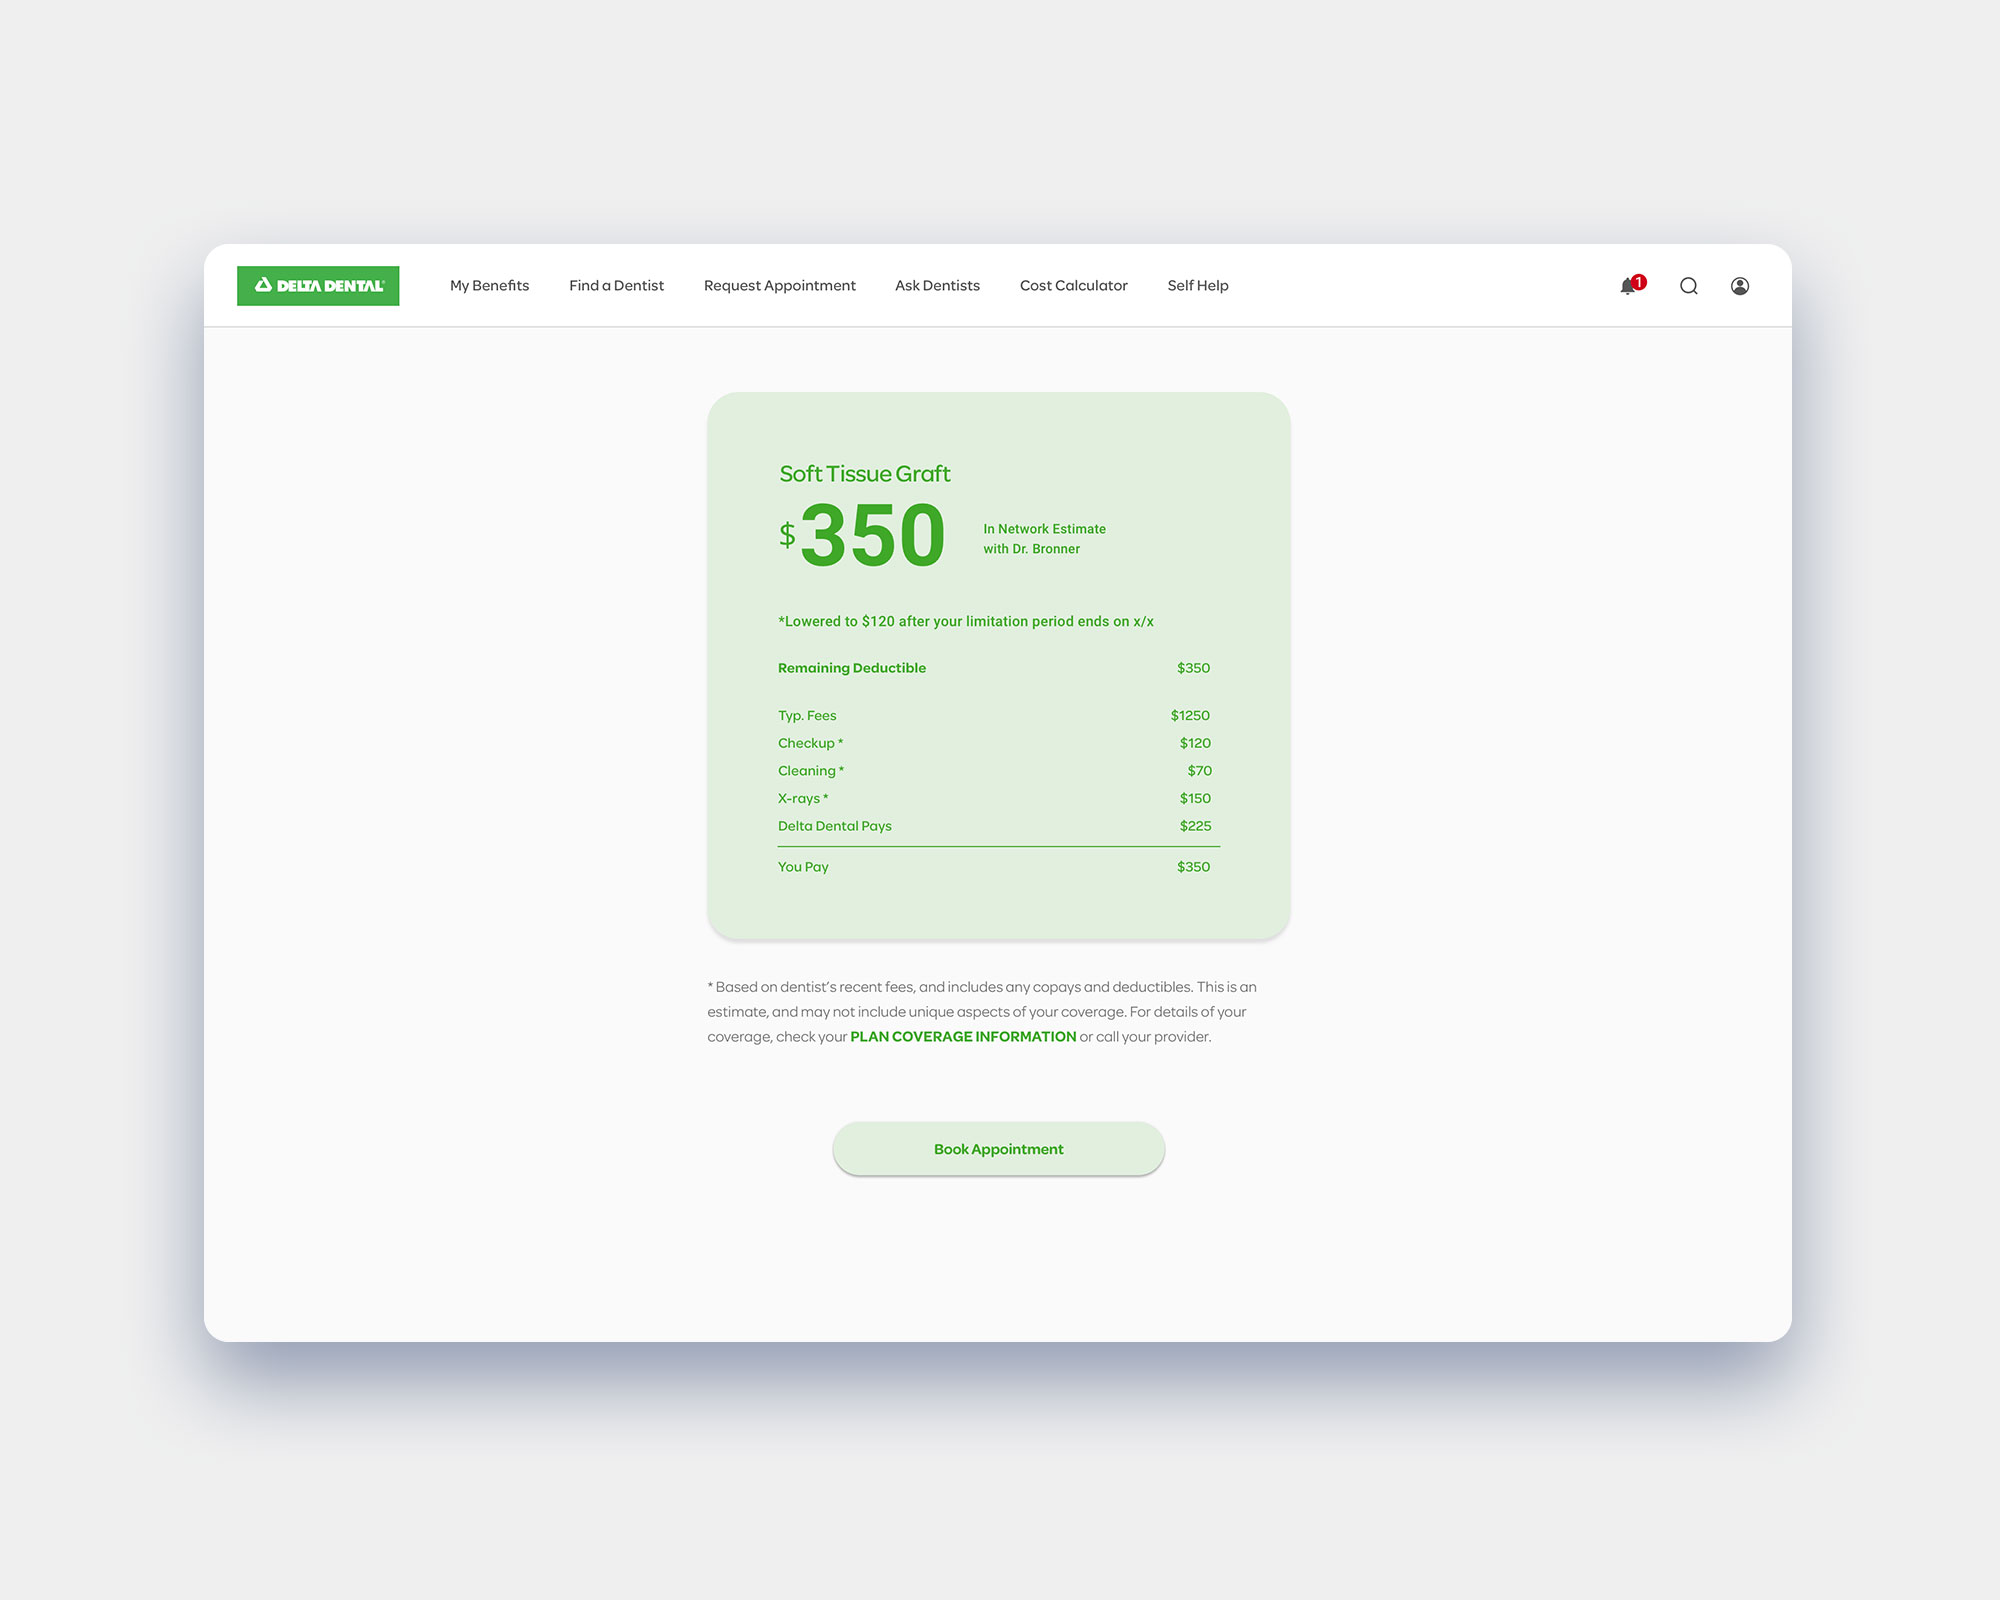 DELTA DENTAL
My Benefits Find a Dentist Request Appointment Ask Dentists Cost Calculator Self Help
1
Soft Tissue Graft
$350
In Network Estimate
with Dr. Bronner
*Lowered to $120 after your limitation period ends on x/x
Remaining Deductible $350
Typ. Fees $1250
Checkup * $120
Cleaning * $70
X-rays * $150
Delta Dental Pays $225
You Pay $350
* Based on dentist’s recent fees, and includes any copays and deductibles. This is an
estimate, and may not include unique aspects of your coverage. For details of your
coverage, check your PLAN COVERAGE INFORMATION or call your provider.
Book Appointment